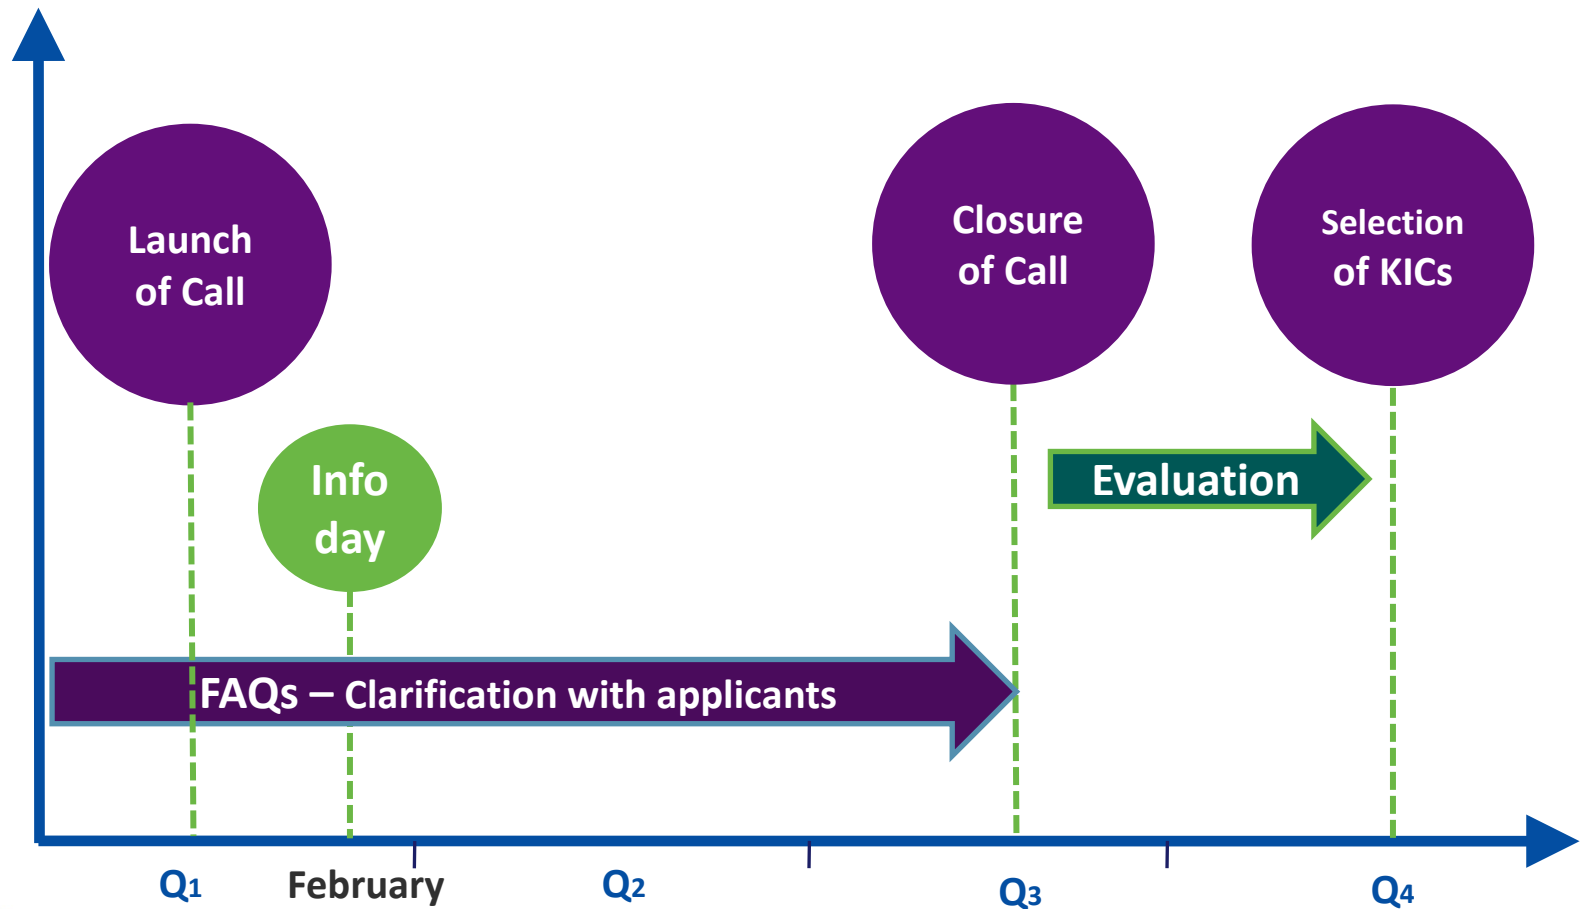 Launch
of Call
Closure
of Call
Selection
of KICs
Info
day
Evaluation
FAQs – Clarification with applicants
Q1
February
Q2
Q3
Q4